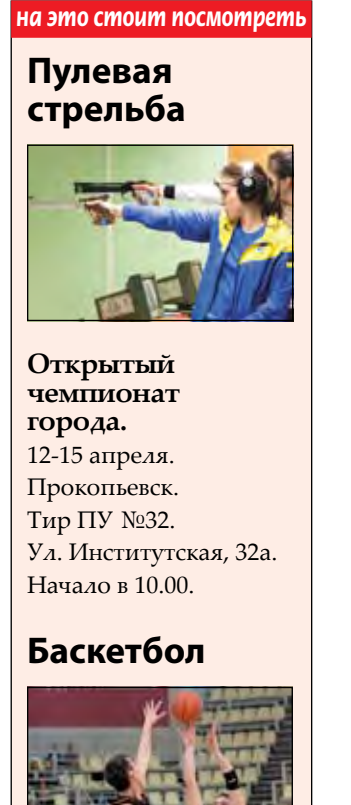 на это стоит посмотреть
Пулевая
стрельба
Открытый
чемпионат
города.
12-15 апреля.
Прокопьевск.
Тир ПУ №32.
Ул. Институтская, 32а.
Начало в 10.00.
Баскетбол